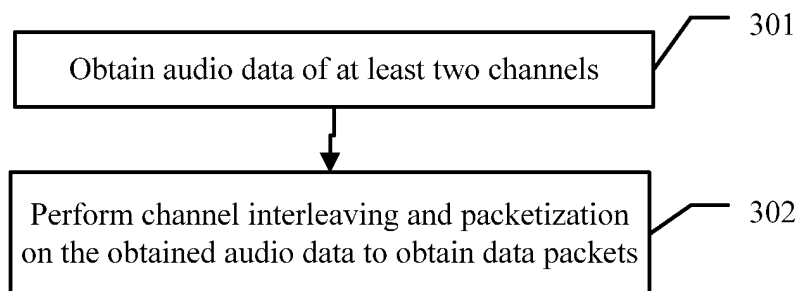 301
Obtain audio data of at least two channels
Perform channel interleaving and packetization
on the obtained audio data to obtain data packets
302